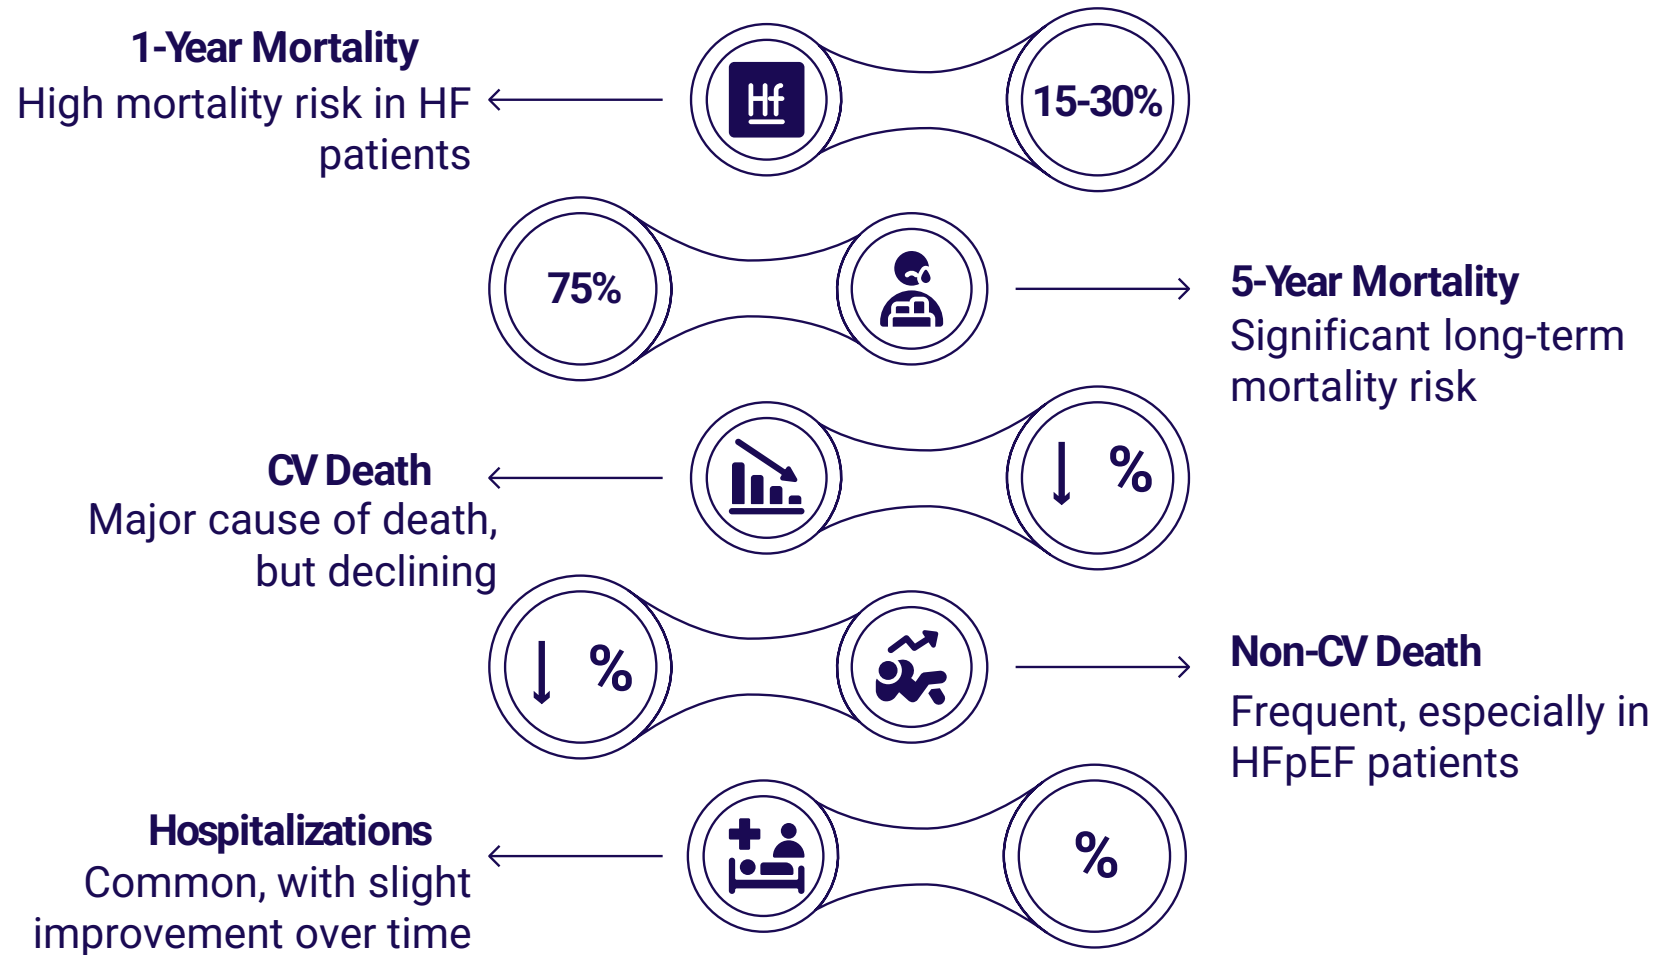 1-Year Mortality
High mortality risk in HF
patients
Hf
15-30%
75%
5-Year Mortality
Significant long-term
mortality risk
CV Death
Major cause of death,
but declining
↓ %
↓ %
Non-CV Death
Frequent, especially in
HFpEF patients
Hospitalizations
Common, with slight
improvement over time
%